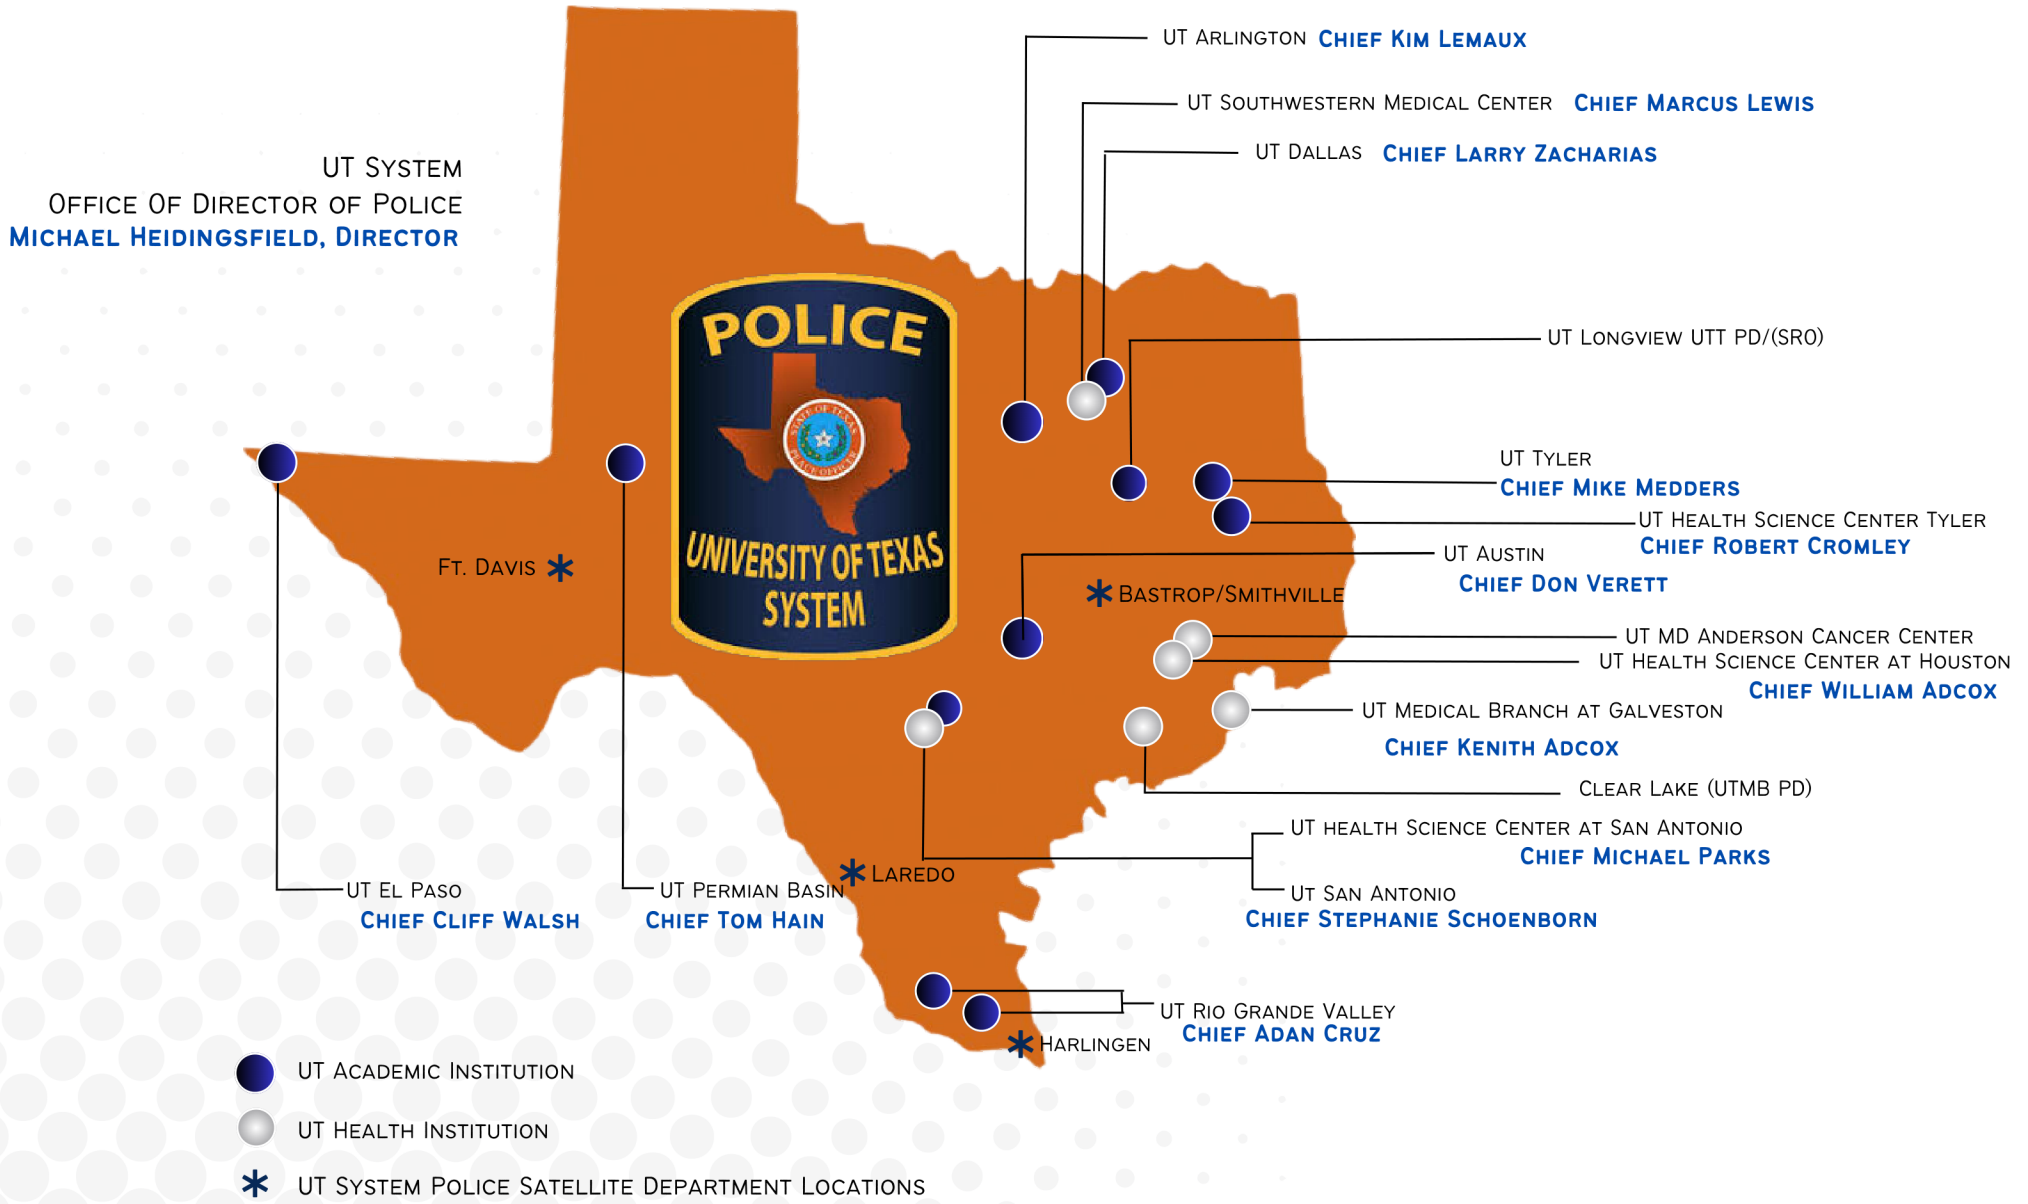 UT Arlington Chief Kim Lemaux
UT Southwestern Medical Center Chief Marcus Lewis
UT Dallas Chief Larry Zacharias
UT System
Office Of Director of Police
Michael Heidingsfield, Director
POLICE
STATE OF TEXAS
PEACE OFFICER
UNIVERSITY OF TEXAS
SYSTEM
UT Longview UTT PD/(SRO)
UT Tyler
Chief Mike Medders
UT Health Science Center Tyler
Chief Robert Cromley
UT Austin
Chief Don Verett
Ft. Davis
Bastrop/Smithville
UT MD Anderson Cancer Center
UT Health Science Center at Houston
Chief William Adcox
UT Medical Branch at Galveston
Chief Kenith Adcox
Clear Lake (UTMB PD)
UT health Science Center at San Antonio
Chief Michael Parks
Ut San Antonio
Chief Stephanie Schoenborn
Laredo
UT El Paso
Chief Cliff Walsh
UT Permian Basin
Chief Tom Hain
UT Rio Grande Valley
Chief Adan Cruz
Harlingen
UT Academic Institution
UT Health Institution
UT System Police Satellite Department Locations